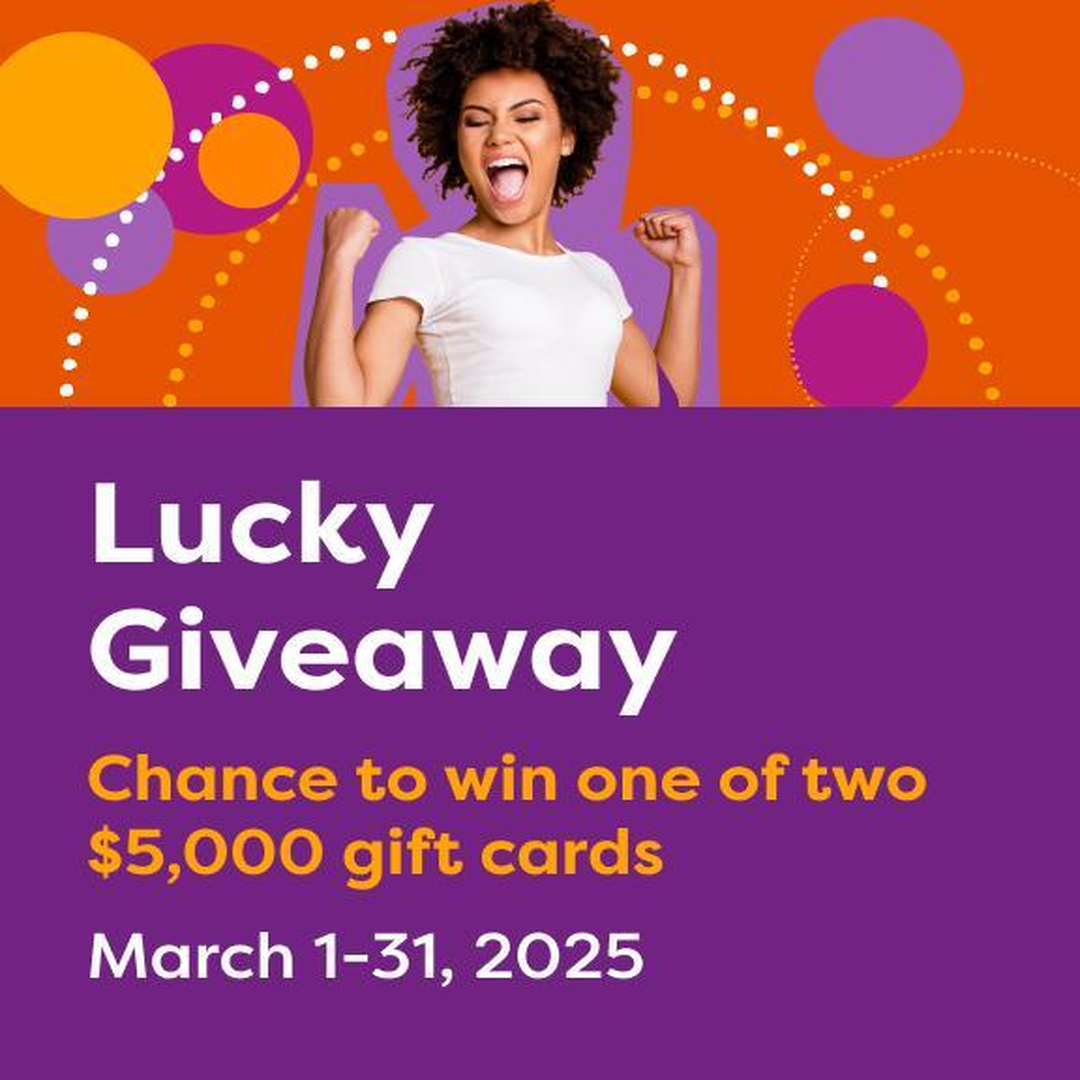 Lucky
Giveaway
Chance to win one of two
$5,000 gift cards
March 1-31, 2025